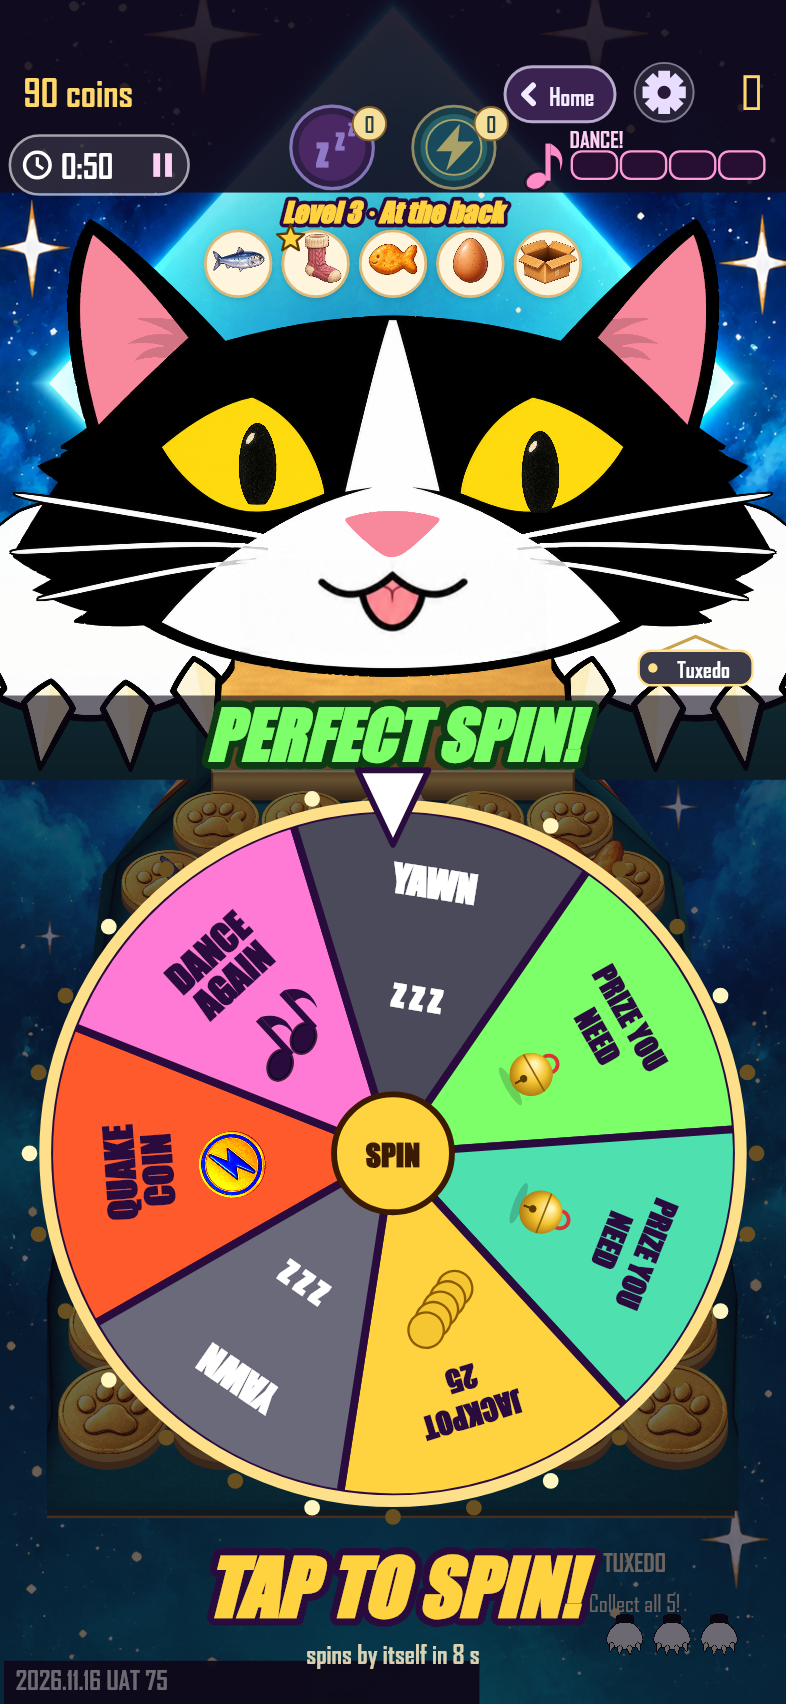 90 coins
Home
0:50
0
0
DANCE!
Level 3 · At the back
Tuxedo
PERFECT SPIN!
YAWN
zzz
DANCE
AGAIN
PRIZE YOU
NEED
QUAKE
COIN
SPIN
PRIZE YOU
NEED
zzz
YAWN
JACKPOT
25
TAP TO SPIN!
TUXEDO
Collect all 5!
spins by itself in 8 s
2026.11.16 UAT 75